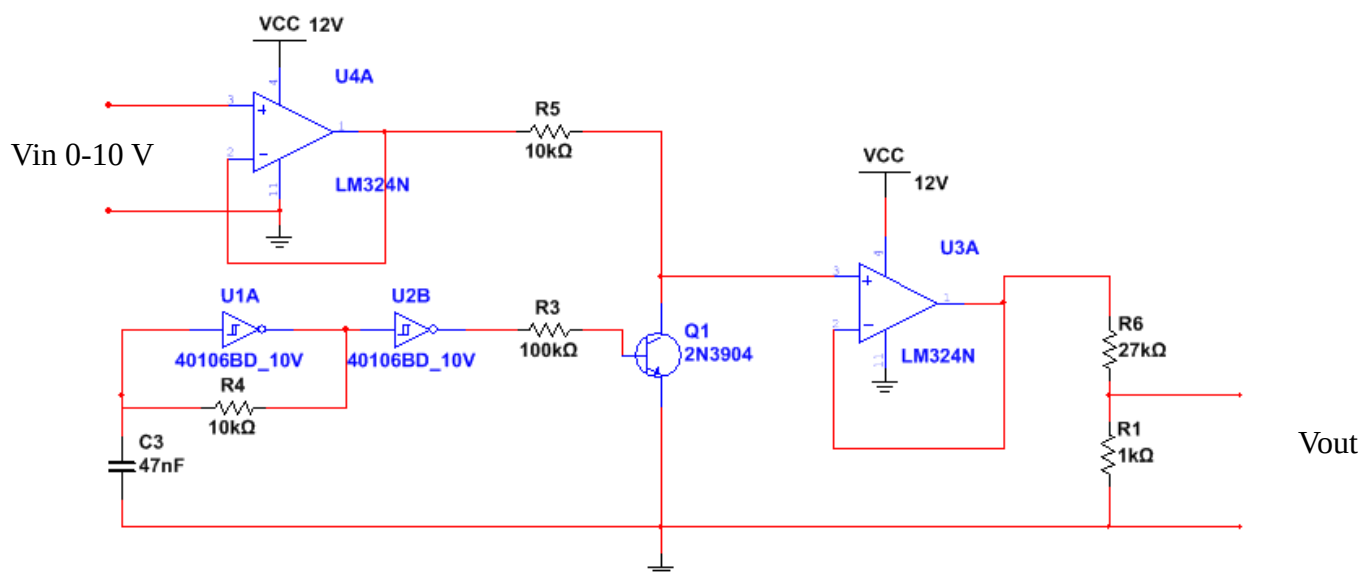 VCC 12V
4
U4A
3
+
1
Vin 0-10 V
2
−
11
LM324N
R5
10kΩ
VCC
12V
4
U3A
3
+
1
2
−
11
LM324N
U1A
40106BD_10V
U2B
40106BD_10V
R3
100kΩ
Q1
2N3904
R4
10kΩ
C3
47nF
R6
27kΩ
R1
1kΩ
Vout